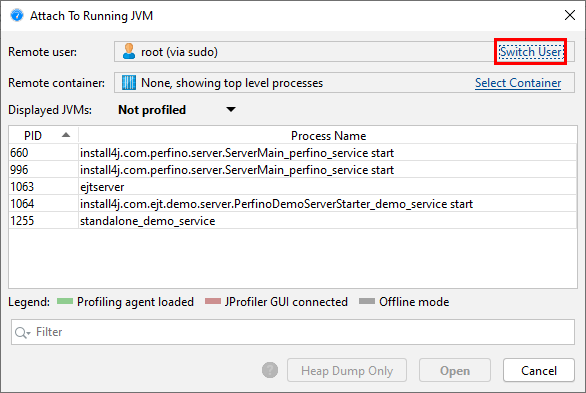 Attach To Running JVM
Remote user: root (via sudo) Switch User
Remote container: None, showing top level processes Select Container
Displayed JVMs: Not profiled
PID Process Name
660 install4j.com.perfino.server.ServerMain_perfino_service start
996 install4j.com.perfino.server.ServerMain_perfino_service start
1063 ejtserver
1064 install4j.com.ejt.demo.server.PerfinoDemoServerStarter_demo_service start
1255 standalone_demo_service
Legend: Profiling agent loaded JProfiler GUI connected Offline mode
Filter
? Heap Dump Only Open Cancel